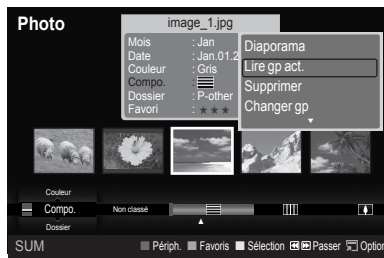 Photo
image_1.jpg
Mois : Jan
Date : Jan.01.2
Couleur : Gris
Compo. :
Dossier : P-other
Favori : ★★★
Diaporama
Lire gp act.
Supprimer
Changer gp
Couleur
Compo.
Non classé
Dossier
SUM
Périph. Favoris Sélection Passer Option